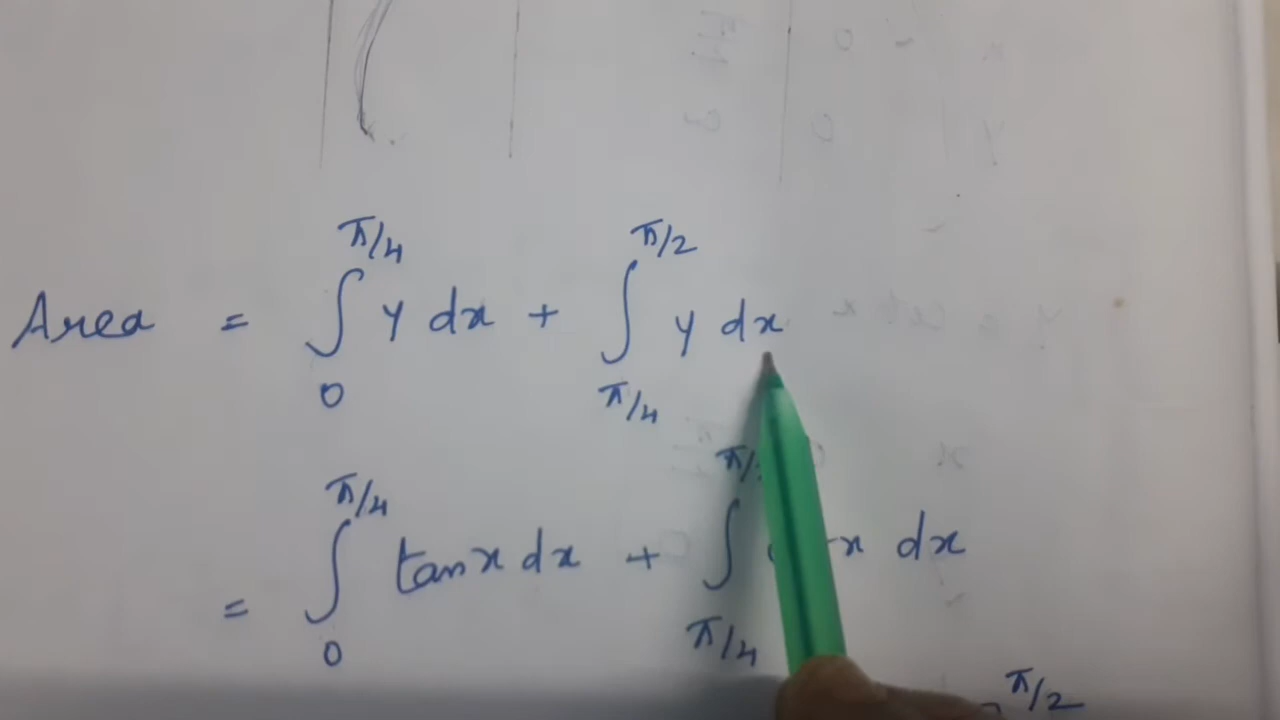 Area = ∫₀^(π/4) y dx + ∫_(π/4)^(π/2) y dx
= ∫₀^(π/4) tan x dx + ∫_(π/4) x dx
π/2